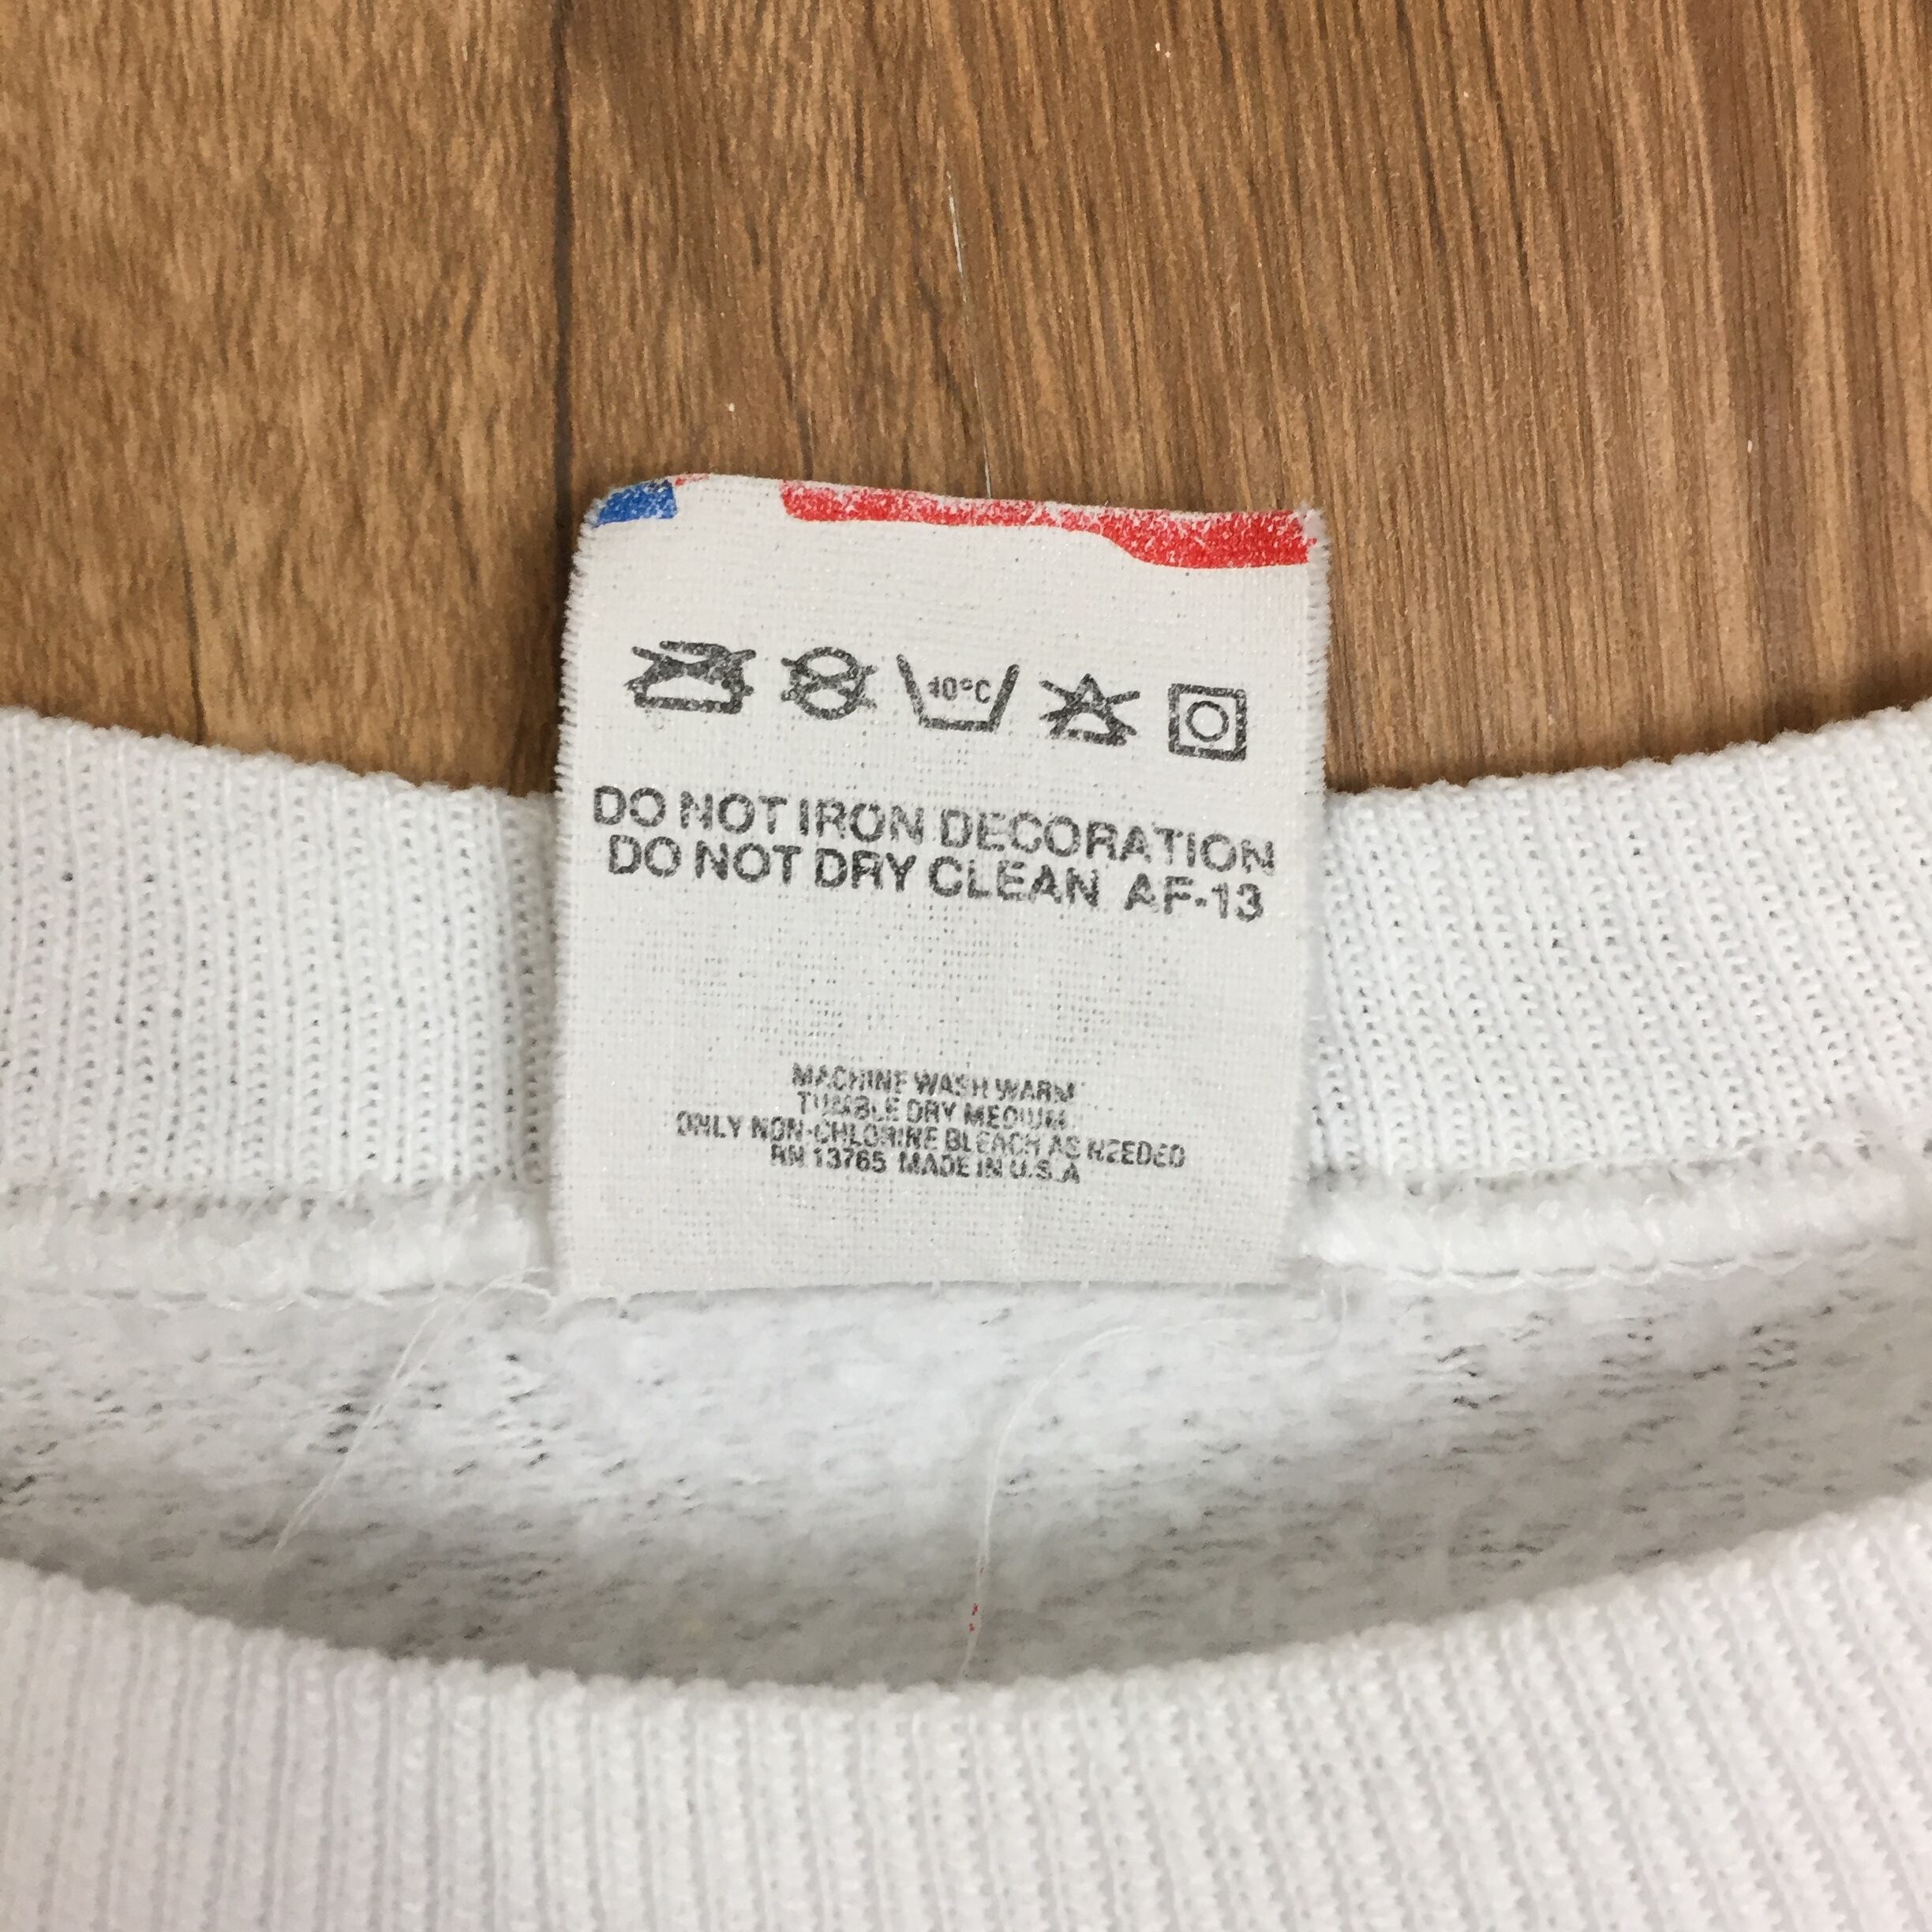 40°C
DO NOT IRON DECORATION
DO NOT DRY CLEAN AF-13
MACHINE WASH WARM
TUMBLE DRY MEDIUM
ONLY NON-CHLORINE BLEACH AS NEEDED
RN 13765 MADE IN U.S.A